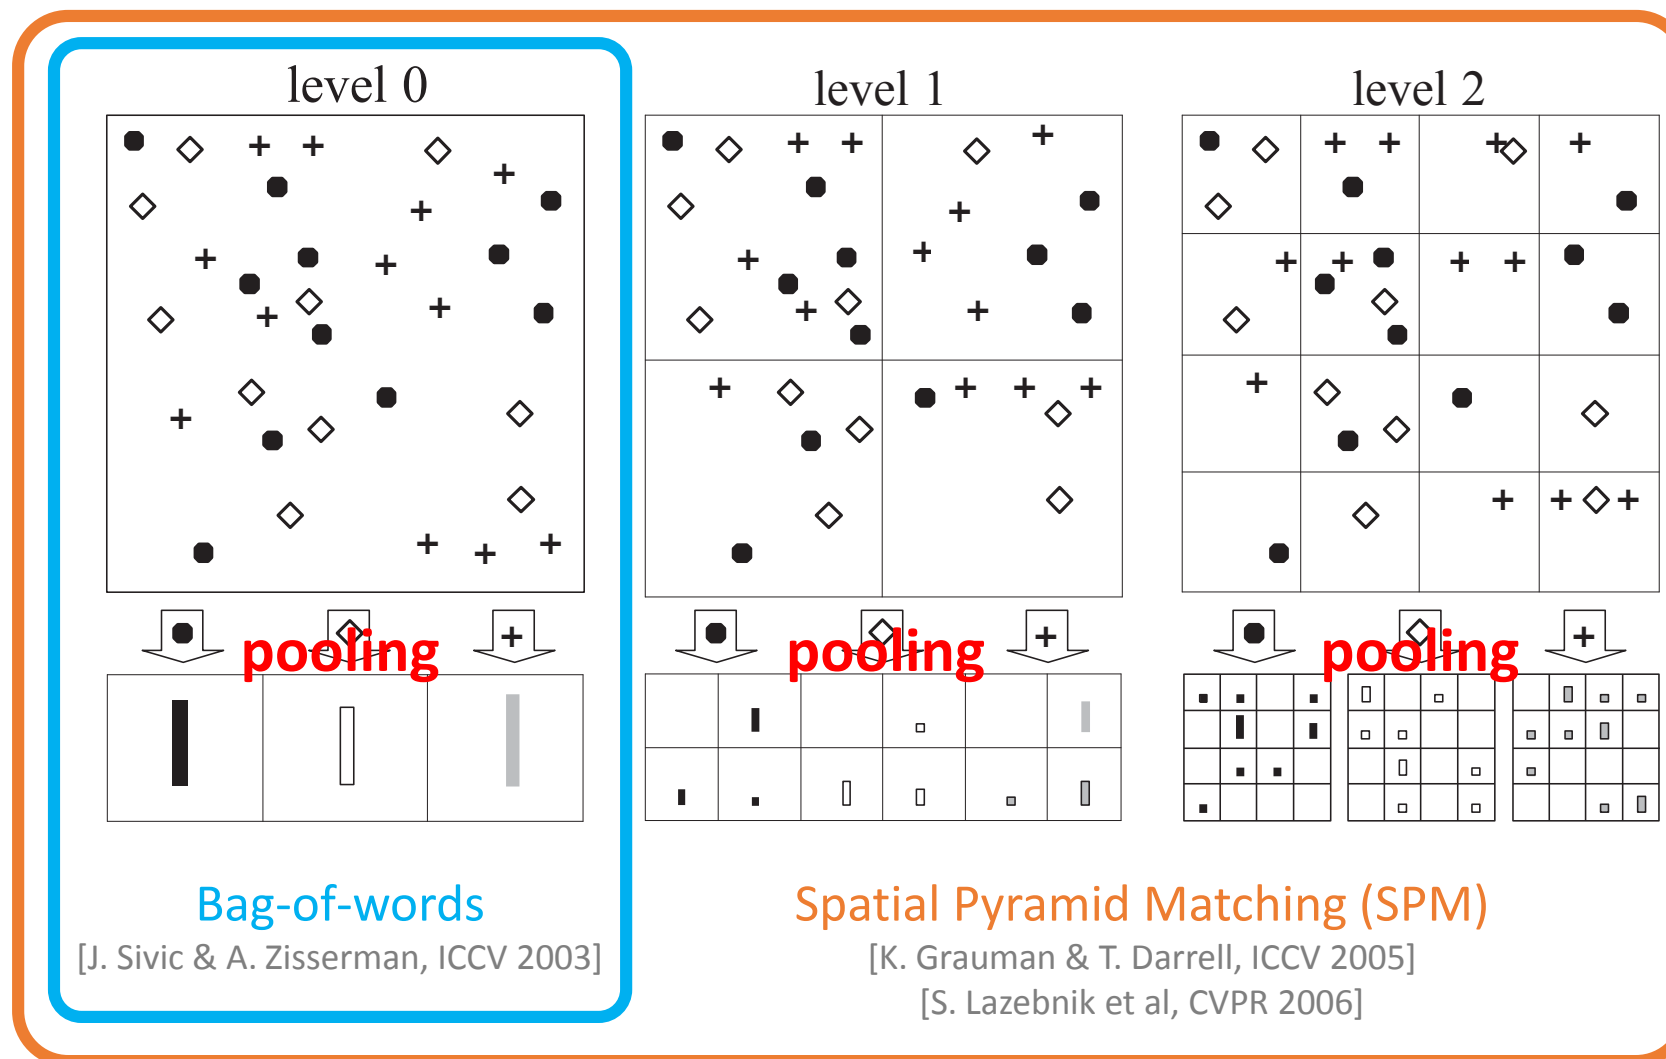 level 0
level 1
level 2
pooling
pooling
pooling
Bag-of-words
[J. Sivic & A. Zisserman, ICCV 2003]
Spatial Pyramid Matching (SPM)
[K. Grauman & T. Darrell, ICCV 2005]
[S. Lazebnik et al, CVPR 2006]